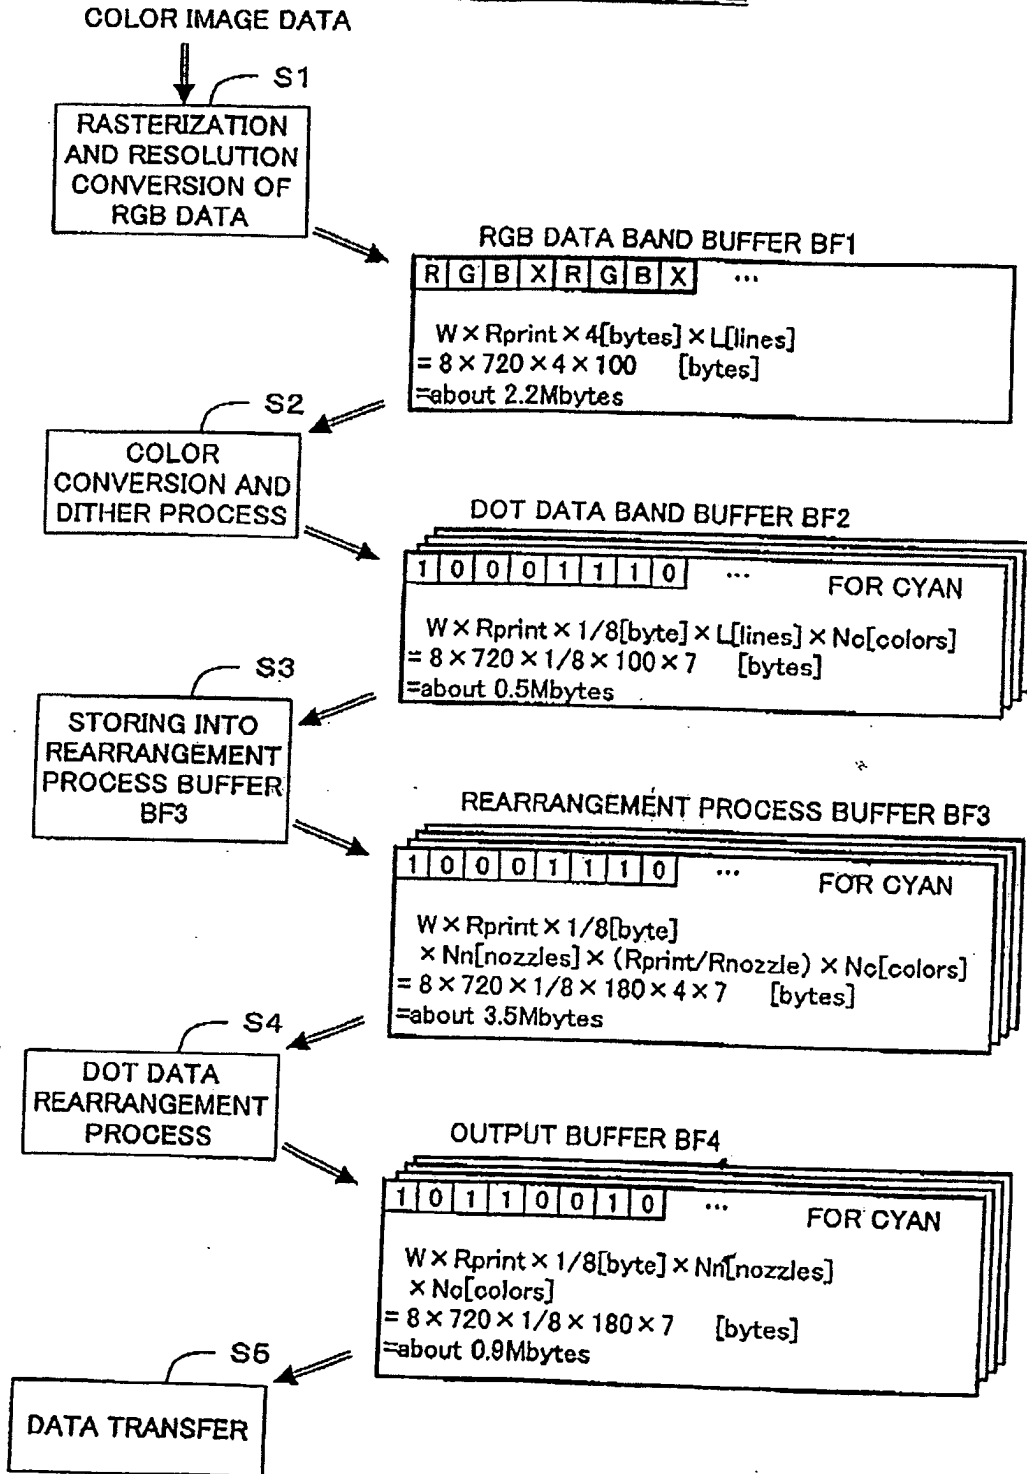 COLOR IMAGE DATA
S1
RASTERIZATION
AND RESOLUTION
CONVERSION OF
RGB DATA
RGB DATA BAND BUFFER BF1
R G B X R G B X ...
W × Rprint × 4[bytes] × L[lines]
= 8 × 720 × 4 × 100 [bytes]
=about 2.2Mbytes
S2
COLOR
CONVERSION AND
DITHER PROCESS
DOT DATA BAND BUFFER BF2
1 0 0 0 1 1 1 0 ... FOR CYAN
W × Rprint × 1/8[byte] × L[lines] × Nc[colors]
= 8 × 720 × 1/8 × 100 × 7 [bytes]
=about 0.5Mbytes
S3
STORING INTO
REARRANGEMENT
PROCESS BUFFER
BF3
REARRANGEMENT PROCESS BUFFER BF3
1 0 0 0 1 1 1 0 ... FOR CYAN
W × Rprint × 1/8[byte]
× Nn[nozzles] × (Rprint/Rnozzle) × Nc[colors]
= 8 × 720 × 1/8 × 180 × 4 × 7 [bytes]
=about 3.5Mbytes
S4
DOT DATA
REARRANGEMENT
PROCESS
OUTPUT BUFFER BF4
1 0 1 1 0 0 1 0 ... FOR CYAN
W × Rprint × 1/8[byte] × Nn[nozzles]
× Nc[colors]
= 8 × 720 × 1/8 × 180 × 7 [bytes]
=about 0.9Mbytes
S5
DATA TRANSFER